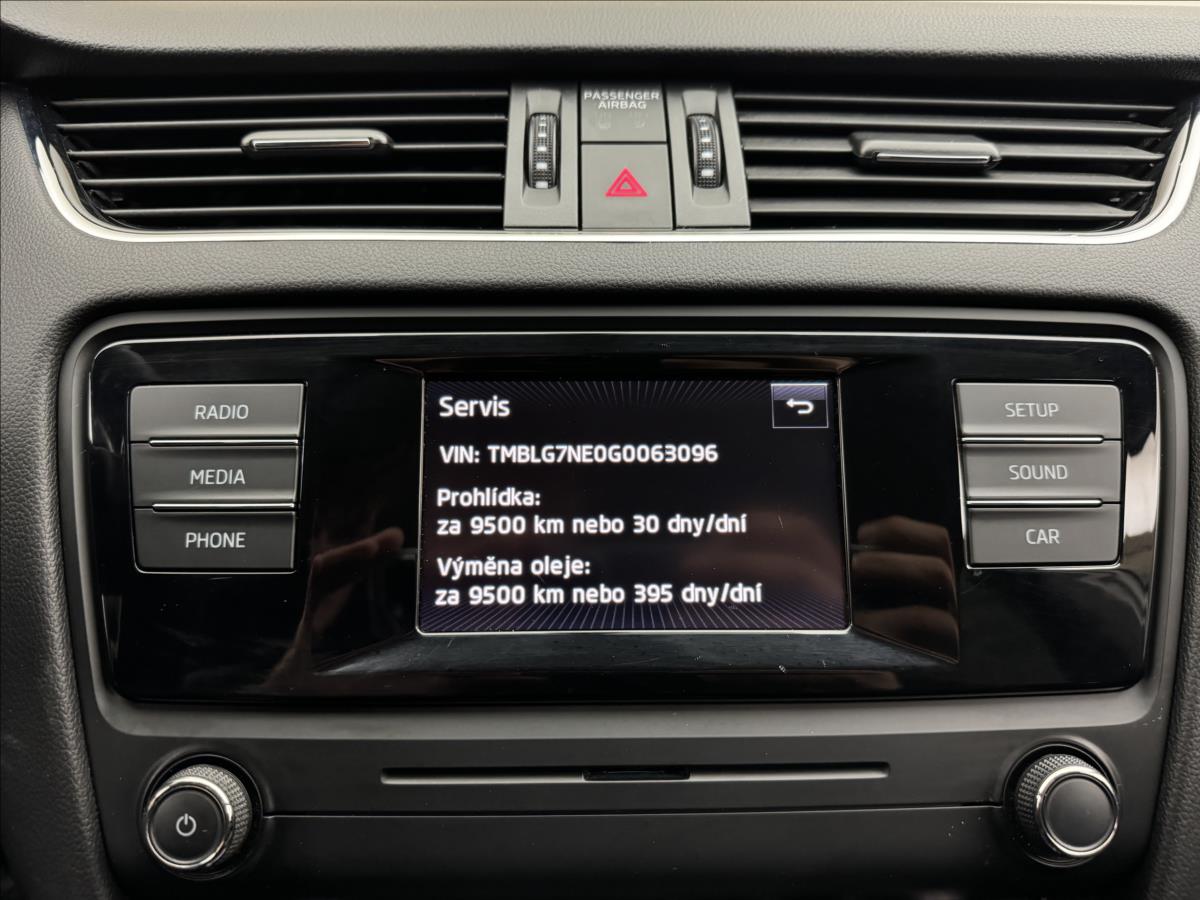 PASSENGER
AIRBAG
RADIO
MEDIA
PHONE
Servis
VIN: TMBLG7NE0G0063096
Prohlídka:
za 9500 km nebo 30 dny/dní
Výměna oleje:
za 9500 km nebo 395 dny/dní
SETUP
SOUND
CAR